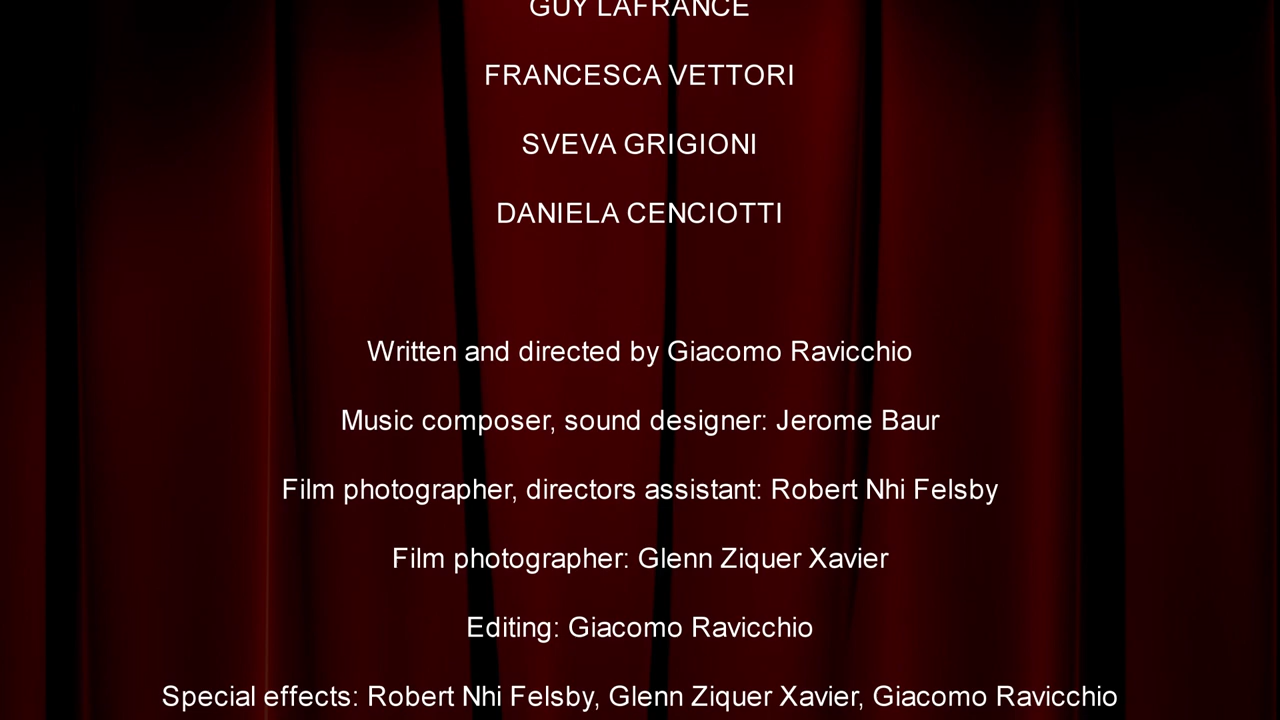 GUY LAFRANCE
FRANCESCA VETTORI
SVEVA GRIGIONI
DANIELA CENCIOTTI
Written and directed by Giacomo Ravicchio
Music composer, sound designer: Jerome Baur
Film photographer, directors assistant: Robert Nhi Felsby
Film photographer: Glenn Ziquer Xavier
Editing: Giacomo Ravicchio
Special effects: Robert Nhi Felsby, Glenn Ziquer Xavier, Giacomo Ravicchio